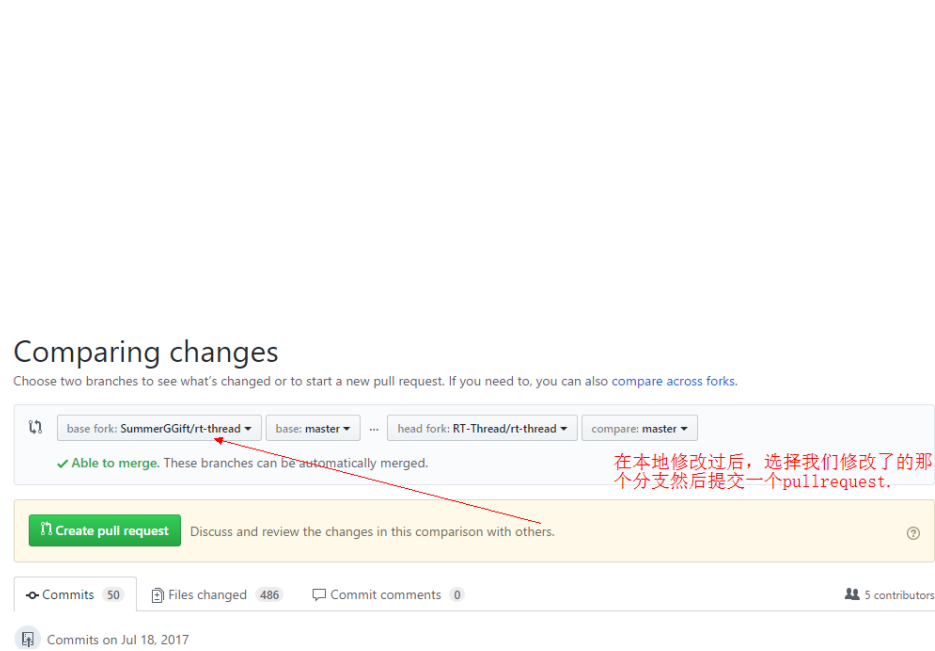 Comparing changes
Choose two branches to see what's changed or to start a new pull request. If you need to, you can also compare across forks.
base fork: SummerGGift/rt-thread base: master ... head fork: RT-Thread/rt-thread compare: master
Able to merge. These branches can be automatically merged.
在本地修改过后，选择我们修改了的那
个分支然后提交一个pullrequest.
Create pull request Discuss and review the changes in this comparison with others.
Commits 50 Files changed 486 Commit comments 0 5 contributors
Commits on Jul 18, 2017